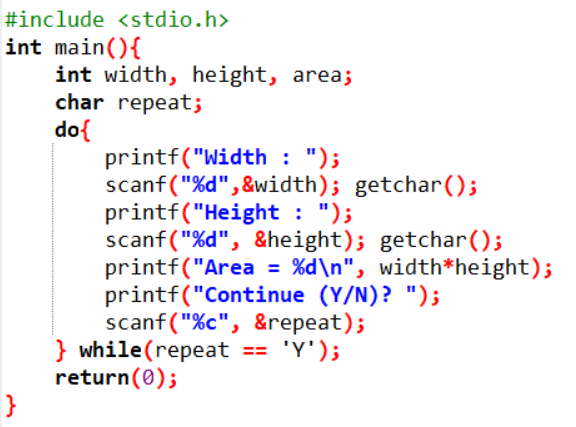 #include <stdio.h>
int main(){
    int width, height, area;
    char repeat;
    do{
        printf("Width : ");
        scanf("%d",&width); getchar();
        printf("Height : ");
        scanf("%d", &height); getchar();
        printf("Area = %d\n", width*height);
        printf("Continue (Y/N)? ");
        scanf("%c", &repeat);
    } while(repeat == 'Y');
    return(0);
}